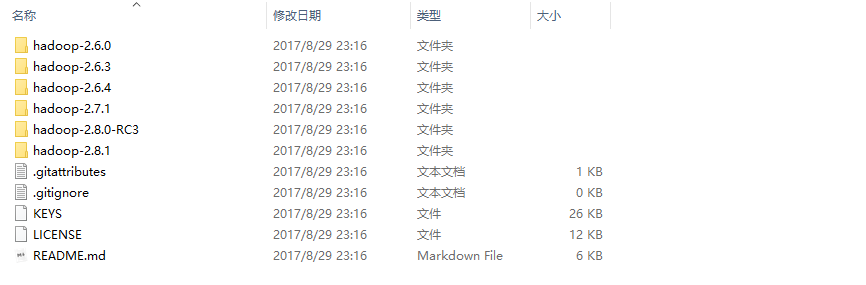 名称 修改日期 类型 大小
hadoop-2.6.0 2017/8/29 23:16 文件夹
hadoop-2.6.3 2017/8/29 23:16 文件夹
hadoop-2.6.4 2017/8/29 23:16 文件夹
hadoop-2.7.1 2017/8/29 23:16 文件夹
hadoop-2.8.0-RC3 2017/8/29 23:16 文件夹
hadoop-2.8.1 2017/8/29 23:16 文件夹
.gitattributes 2017/8/29 23:16 文本文档 1 KB
.gitignore 2017/8/29 23:16 文本文档 0 KB
KEYS 2017/8/29 23:16 文件 26 KB
LICENSE 2017/8/29 23:16 文件 12 KB
README.md 2017/8/29 23:16 Markdown File 6 KB